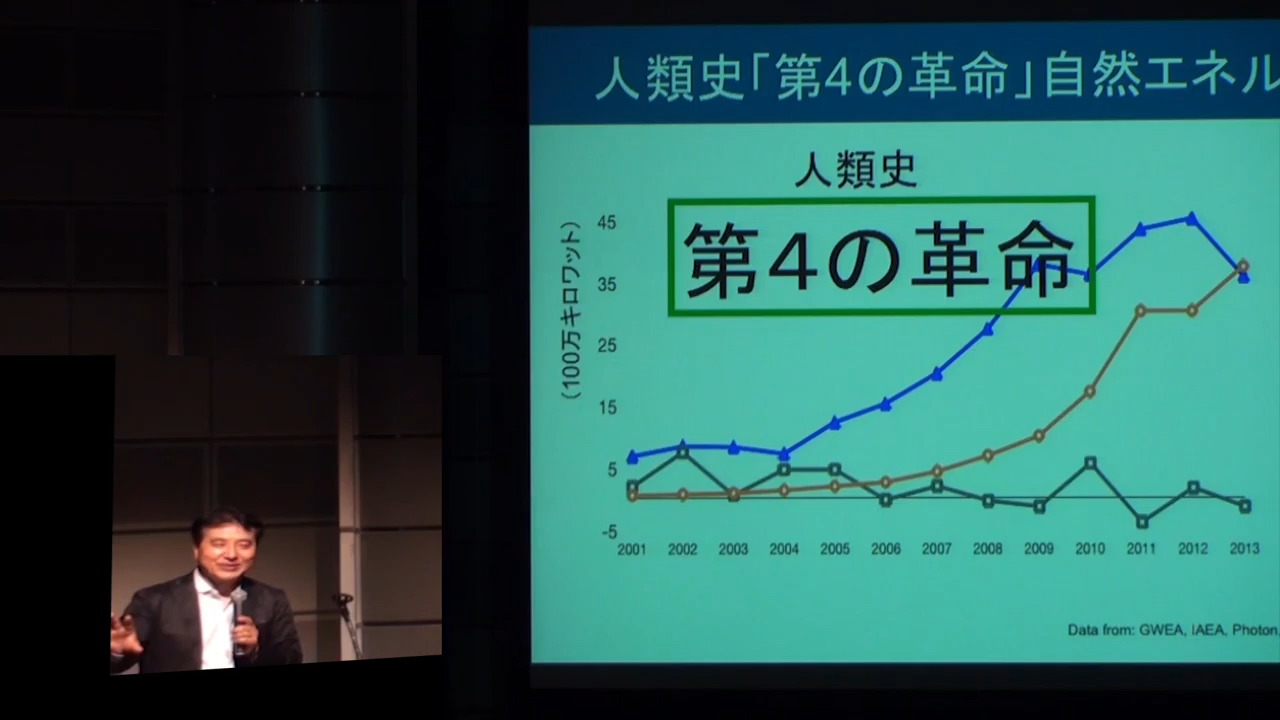 人類史「第4の革命」自然エネル
人類史
第4の革命
(100万キロワット)
45
35
25
15
5
-5
2001 2002 2003 2004 2005 2006 2007 2008 2009 2010 2011 2012 2013
Data from: GWEA, IAEA, Photon,